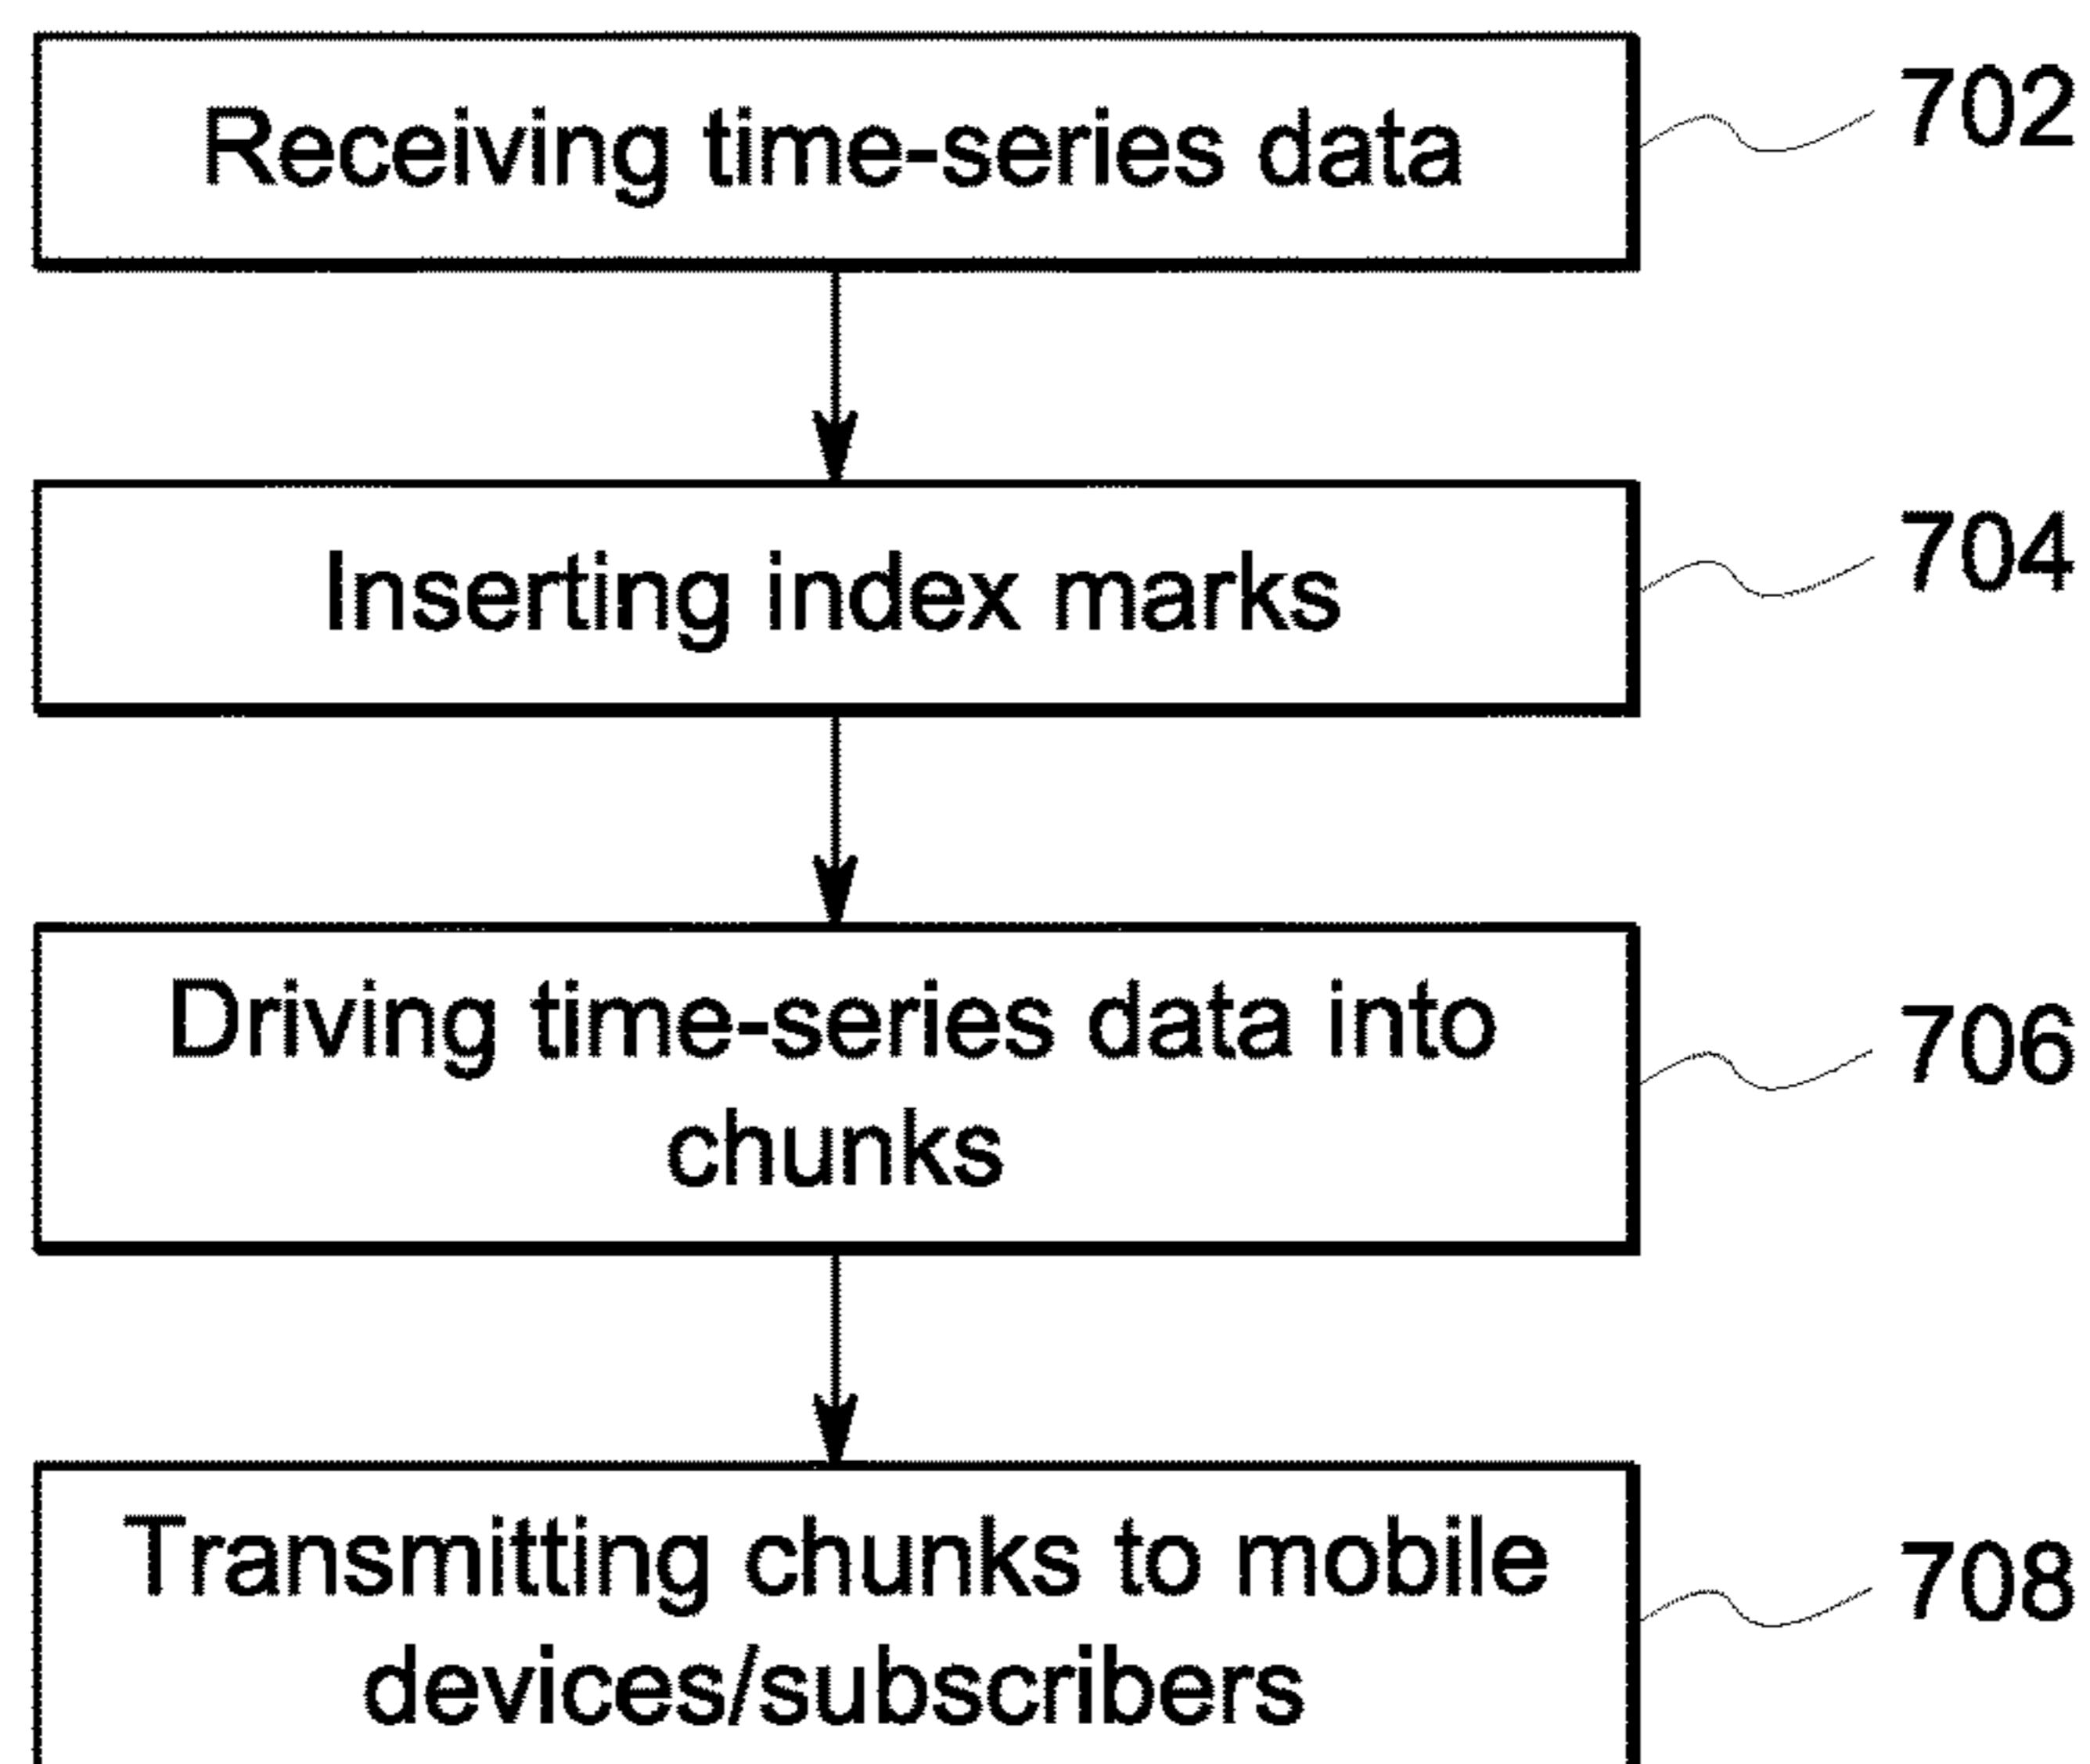 Receiving time-series data
702
Inserting index marks
704
Driving time-series data into
chunks
706
Transmitting chunks to mobile
devices/subscribers
708